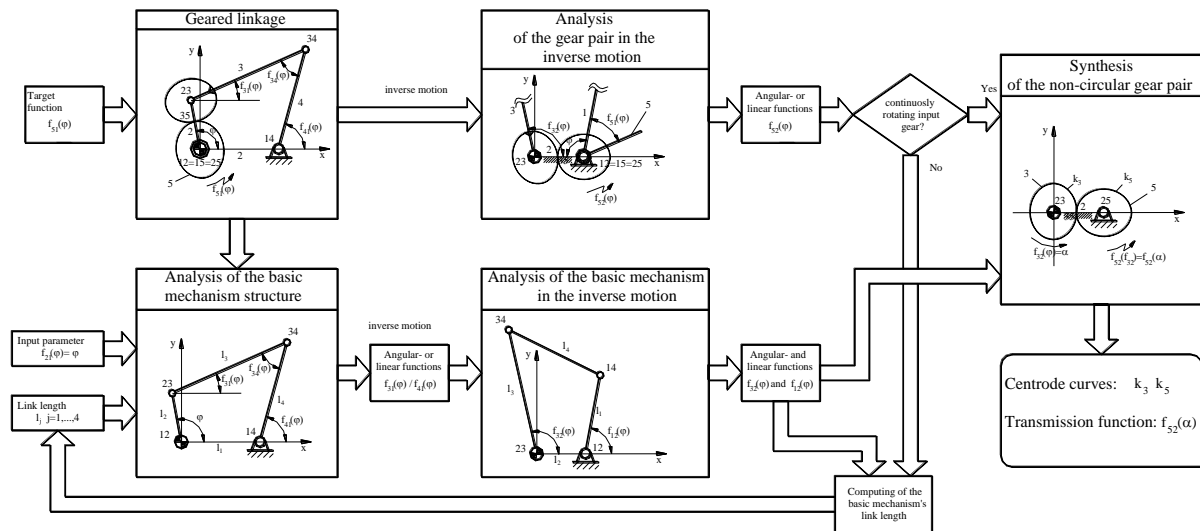 Geared linkage
Analysis
of the gear pair in the
inverse motion
Synthesis
of the non-circular gear pair
Target
function
f51(φ)
y
34
3
f34(φ)
f31(φ)
23
4
35
2
φ
f41(φ)
14
12=15=25
2
x
5
f51(φ)
inverse motion
y
3
5
1
f51(φ)
f32(φ)
φ
2
23
12=15=25
x
f52(φ)
Angular- or
linear functions
f52(φ)
continuosly
rotating input
gear?
Yes
No
y
3
k3
k5
5
23
2
25
x
f32(φ)=α
f52(f32)=f52(α)
Analysis of the basic
mechanism structure
Analysis of the basic mechanism
in the inverse motion
Input parameter
f21(φ)= φ
Link length
lj j=1,...,4
y
34
l3
f34(φ)
f31(φ)
23
l4
l2
φ
f41(φ)
12
14
l1
x
inverse motion
Angular- or
linear functions
f31(φ) / f41(φ)
34
y
l4
14
l3
l1
f32(φ)
f12(φ)
23
l2
12
x
Angular- and
linear functions
f32(φ) and f12(φ)
Centrode curves: k3 k5
Transmission function: f52(α)
Computing of the
basic mechanism's
link length